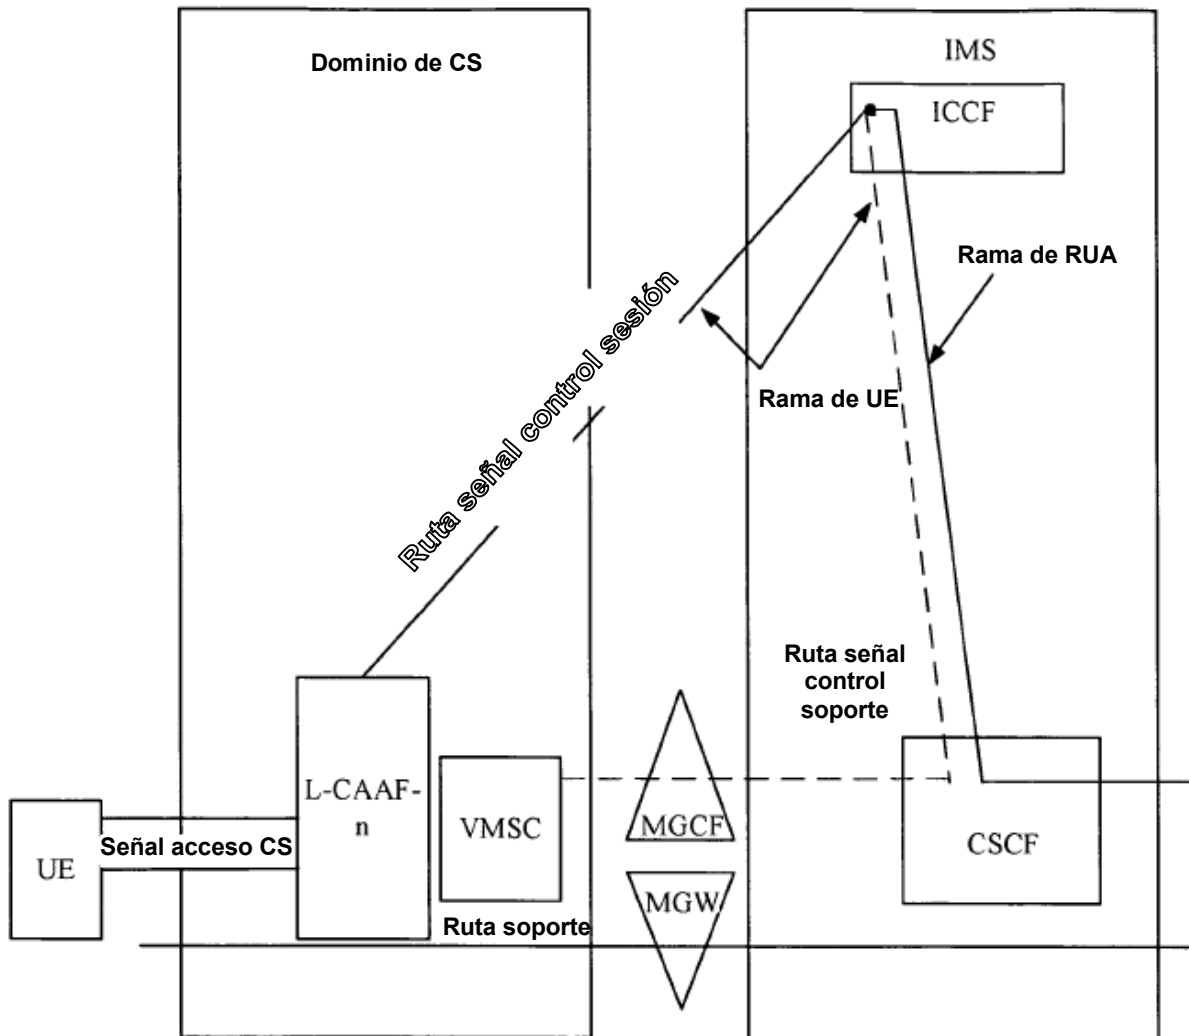 Dominio de CS
IMS
ICCF
Rama de RUA
Ruta señal control sesión
Rama de UE
Ruta señal
control
soporte
L-CAAF-
n
VMSC
MGCF
CSCF
UE
Señal acceso CS
MGW
Ruta soporte